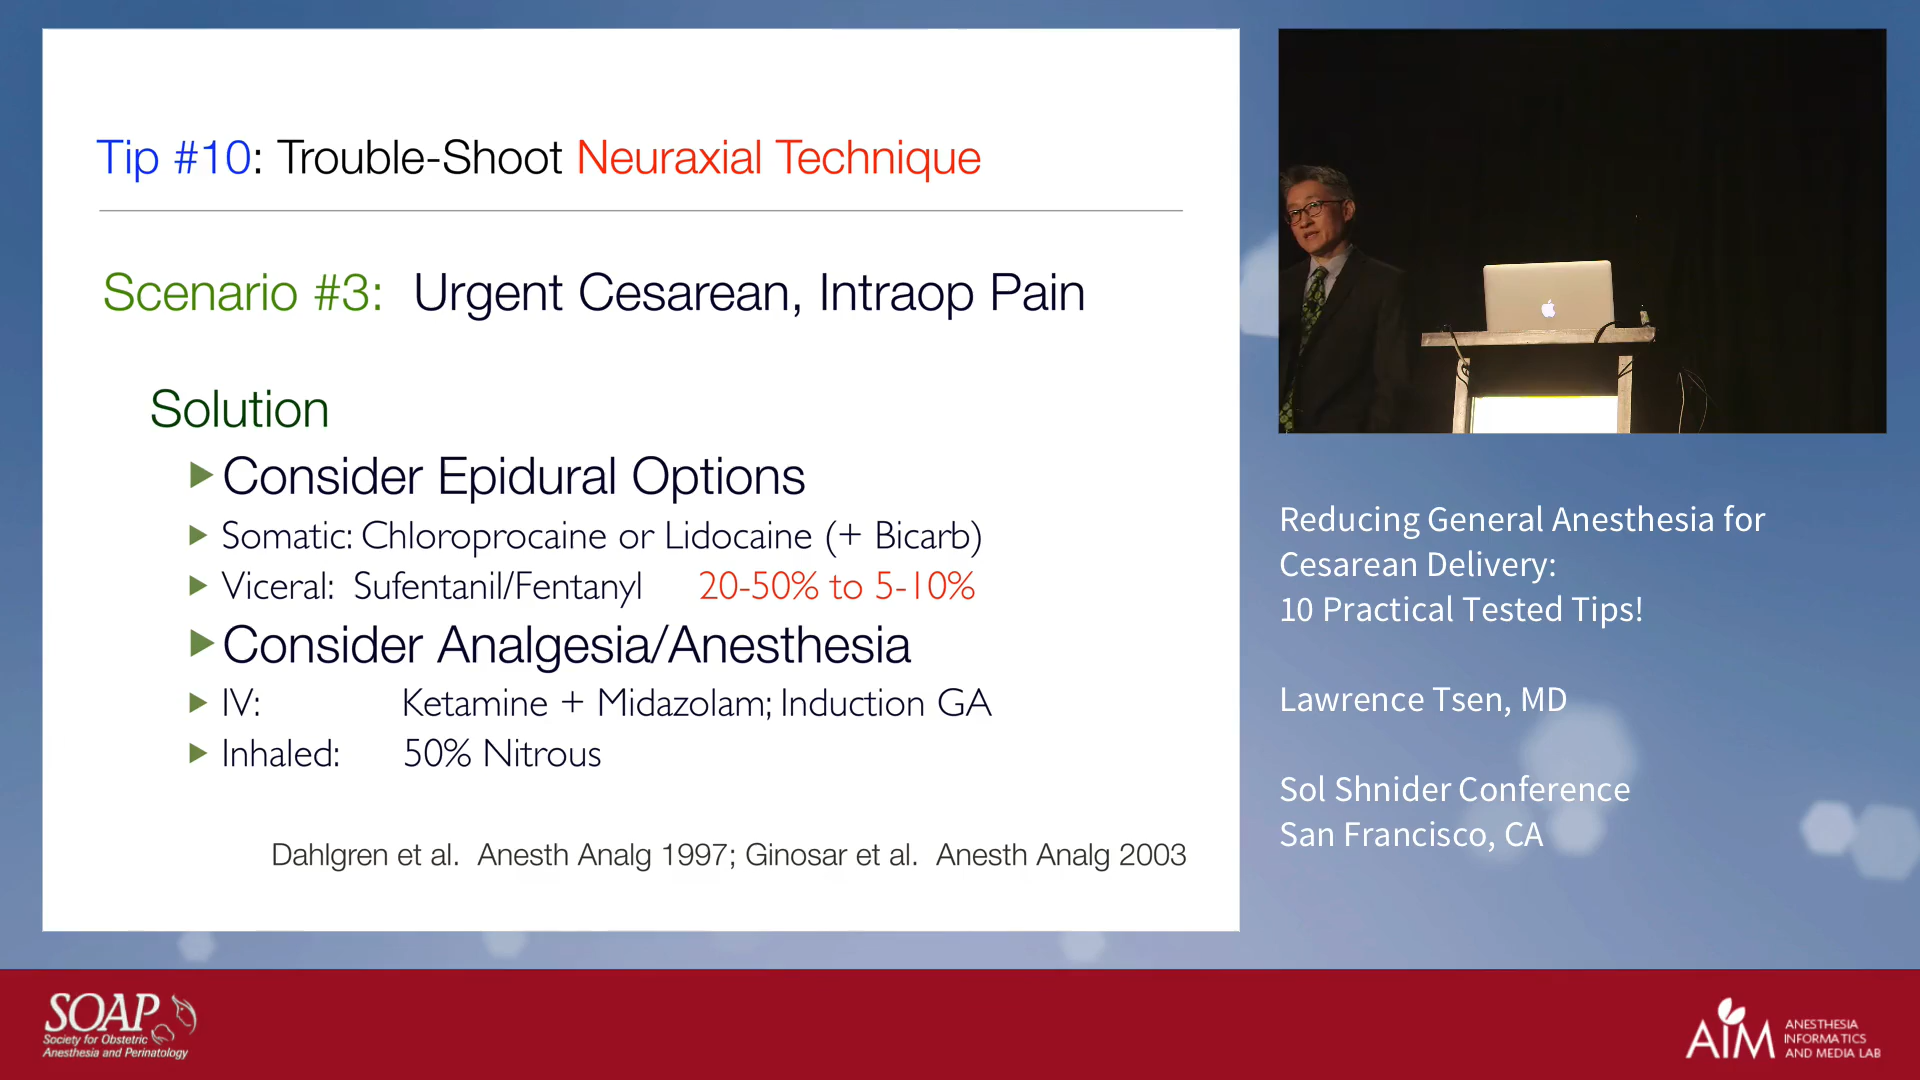 Tip #10: Trouble-Shoot Neuraxial Technique
Scenario #3: Urgent Cesarean, Intraop Pain
Solution
Consider Epidural Options
Somatic: Chloroprocaine or Lidocaine (+ Bicarb)
Viceral: Sufentanil/Fentanyl 20-50% to 5-10%
Consider Analgesia/Anesthesia
IV: Ketamine + Midazolam; Induction GA
Inhaled: 50% Nitrous
Dahlgren et al. Anesth Analg 1997; Ginosar et al. Anesth Analg 2003
Reducing General Anesthesia for
Cesarean Delivery:
10 Practical Tested Tips!
Lawrence Tsen, MD
Sol Shnider Conference
San Francisco, CA
SOAP
Society for Obstetric
Anesthesia and Perinatology
AIM
ANESTHESIA
INFORMATICS
AND MEDIA LAB